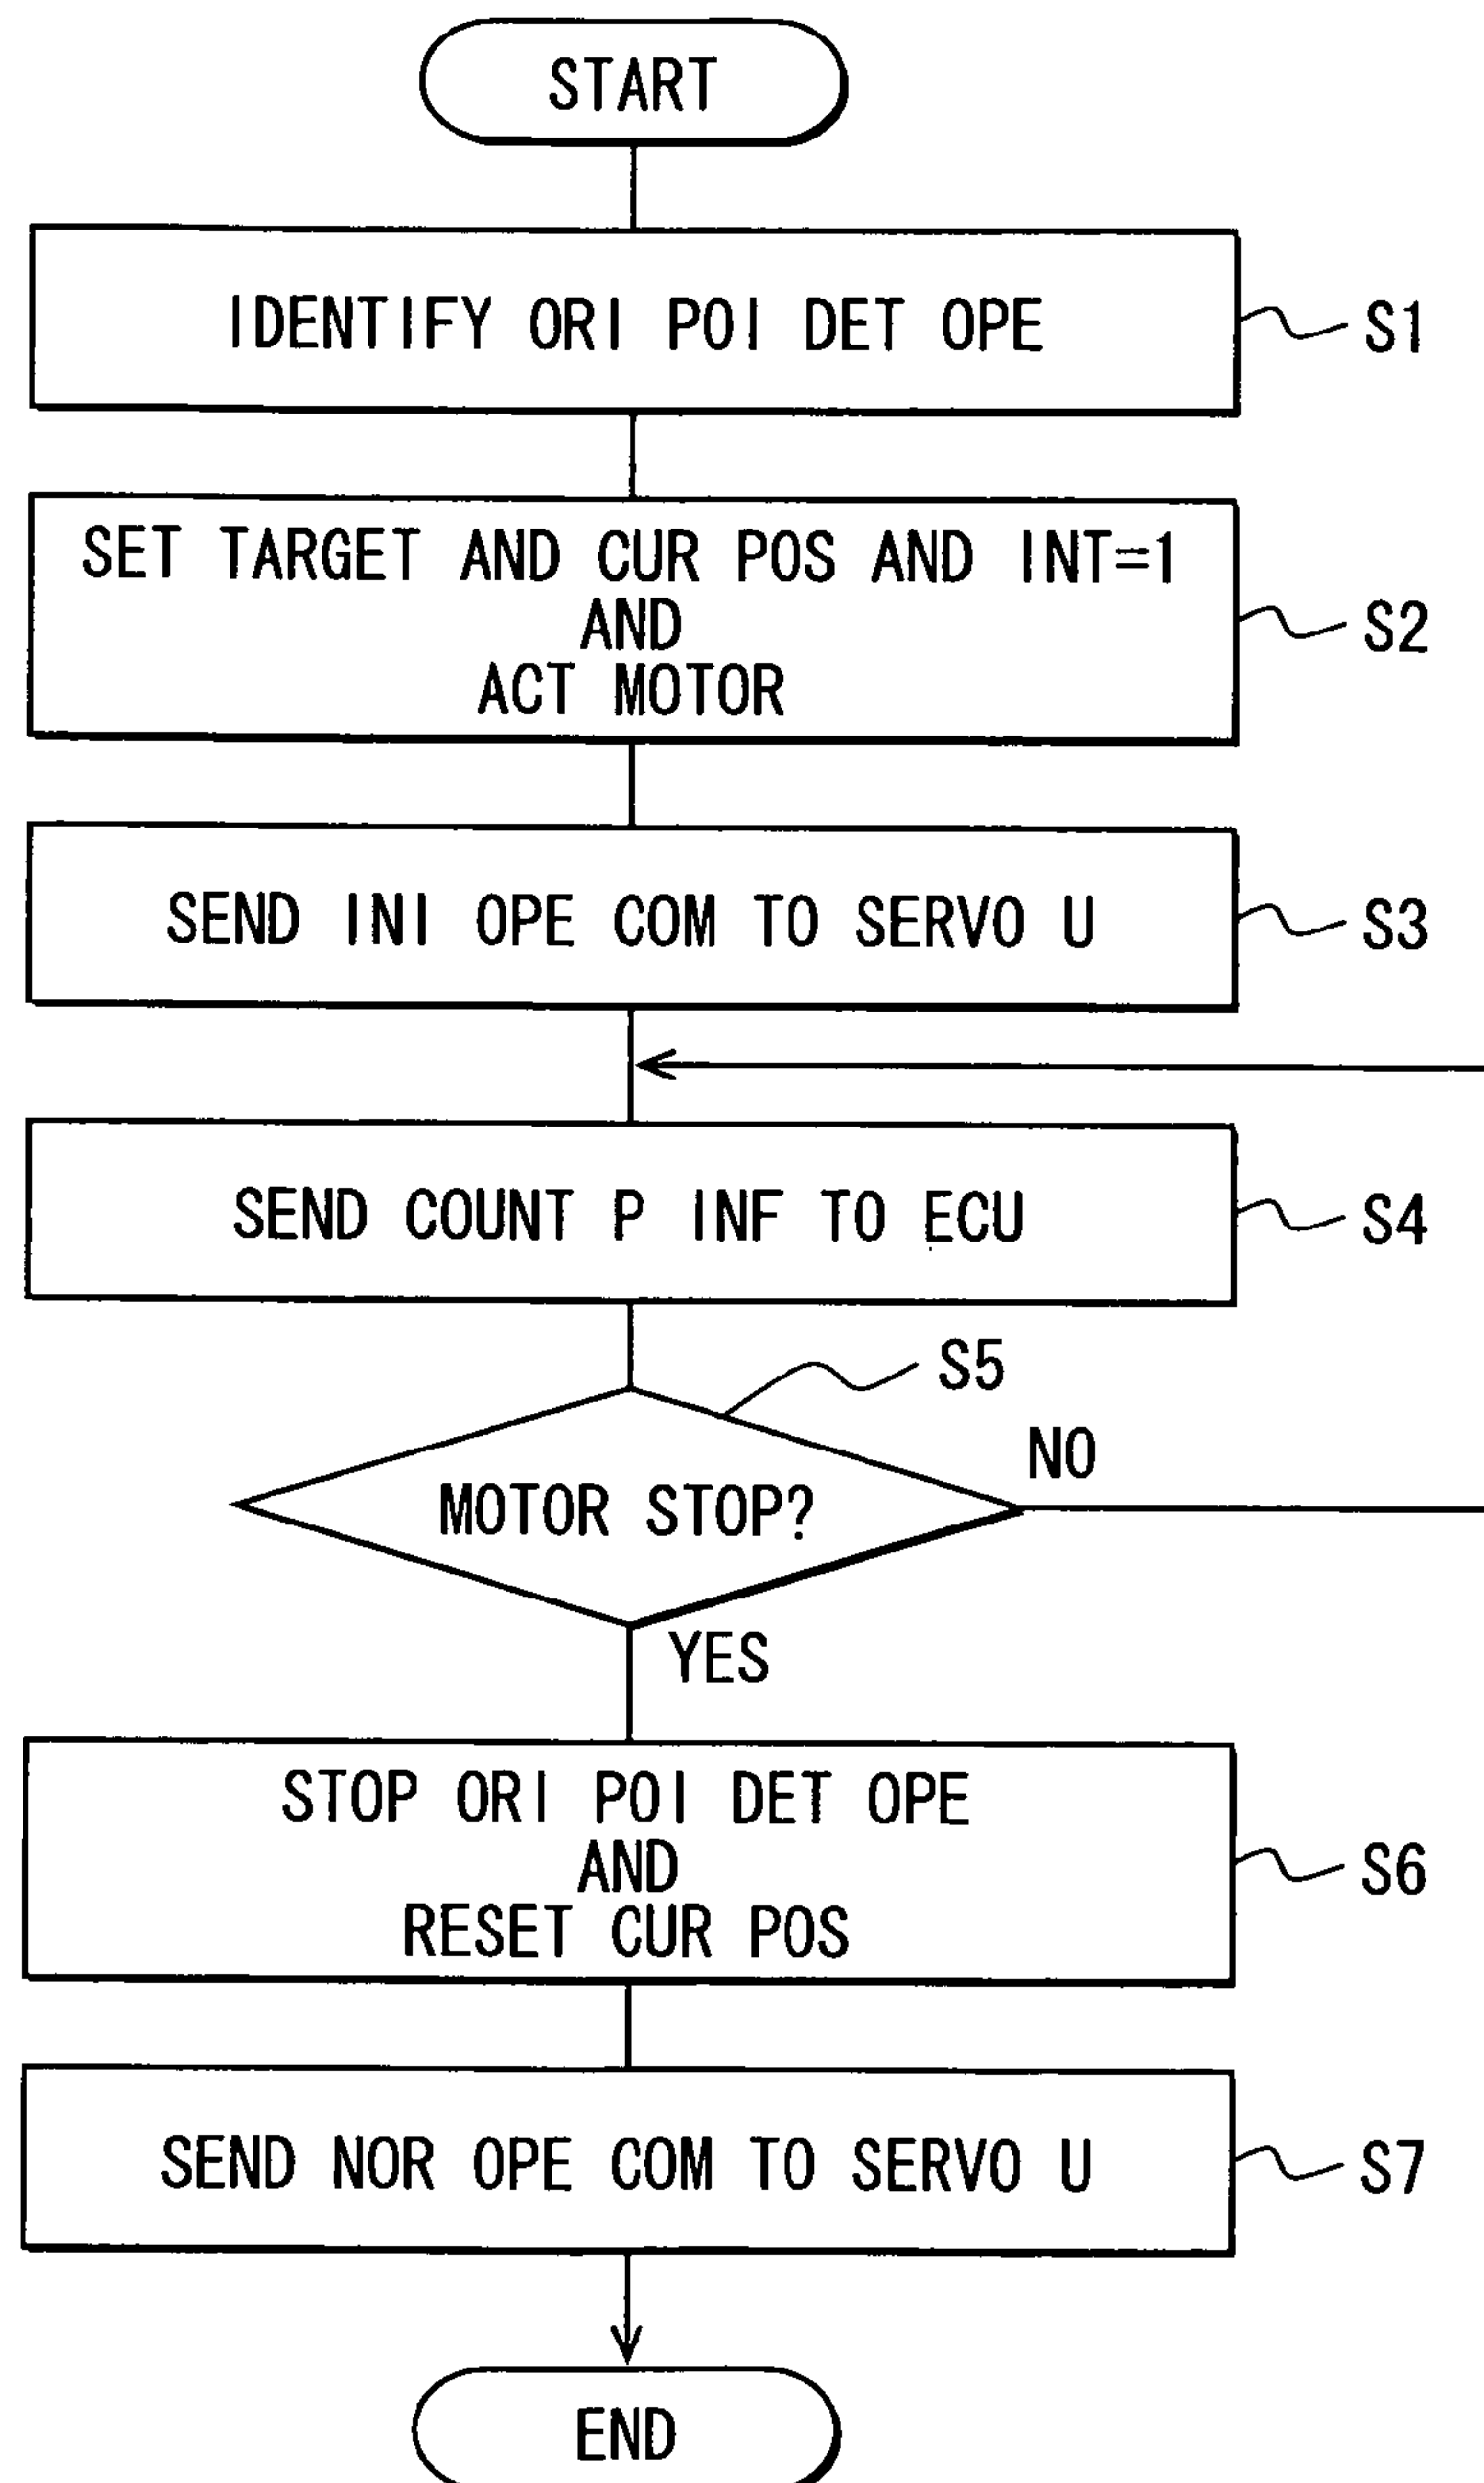 START
IDENTIFY ORI POI DET OPE
S1
SET TARGET AND CUR POS AND INT=1
AND
ACT MOTOR
S2
SEND INI OPE COM TO SERVO U
S3
SEND COUNT P INF TO ECU
S4
S5
NO
MOTOR STOP?
YES
STOP ORI POI DET OPE
AND
RESET CUR POS
S6
SEND NOR OPE COM TO SERVO U
S7
END